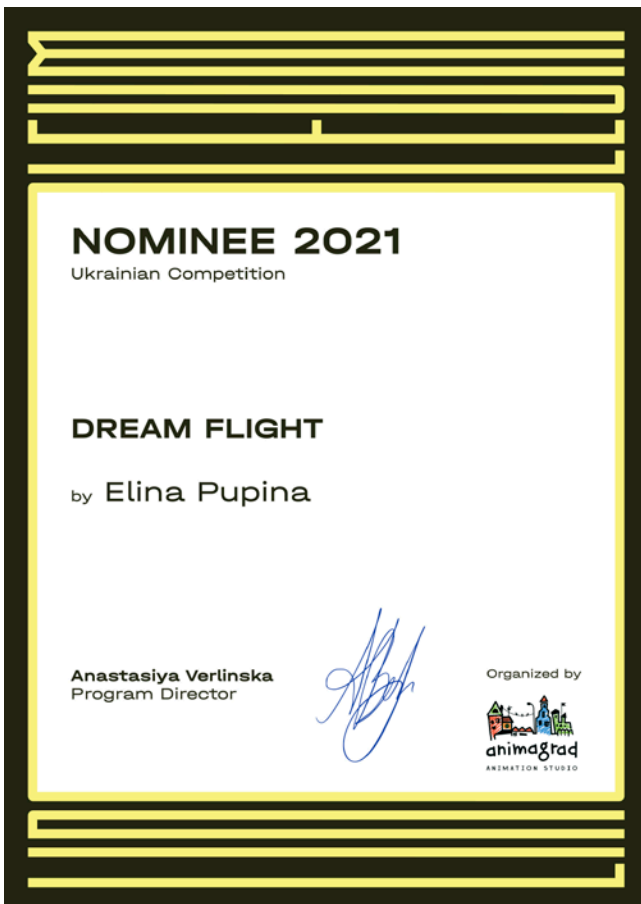 NOMINEE 2021
Ukrainian Competition
DREAM FLIGHT
by Elina Pupina
Anastasiya Verlinska
Program Director
Organized by
animagrad
ANIMATION STUDIO